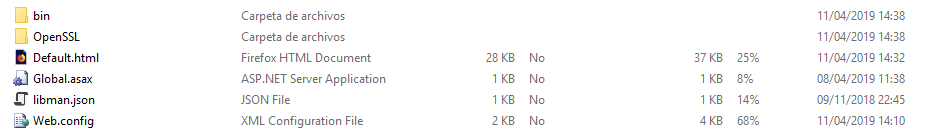 bin Carpeta de archivos 11/04/2019 14:38
OpenSSL Carpeta de archivos 11/04/2019 14:38
Default.html Firefox HTML Document 28 KB No 37 KB 25% 11/04/2019 14:32
Global.asax ASP.NET Server Application 1 KB No 1 KB 8% 08/04/2019 11:38
libman.json JSON File 1 KB No 1 KB 14% 09/11/2018 22:45
Web.config XML Configuration File 2 KB No 4 KB 68% 11/04/2019 14:10